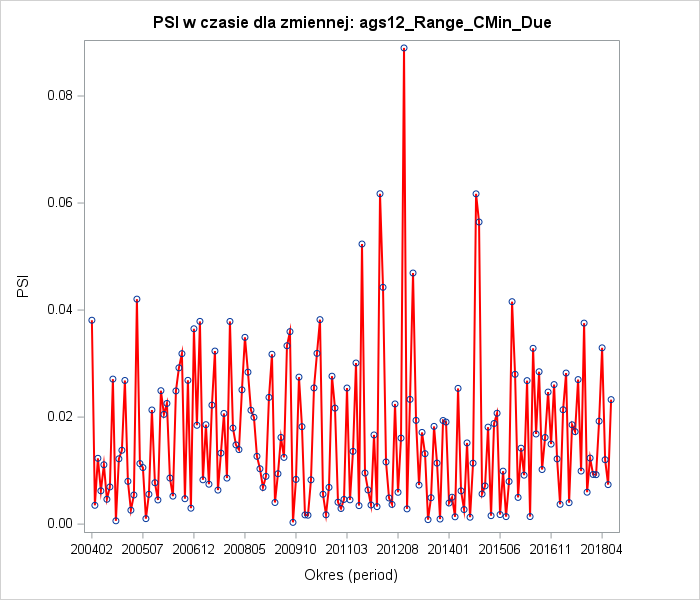 PSI w czasie dla zmiennej: ags12_Range_CMin_Due
0.08
0.06
0.04
0.02
0.00
PSI
200402 200507 200612 200805 200910 201103 201208 201401 201506 201611 201804
Okres (period)